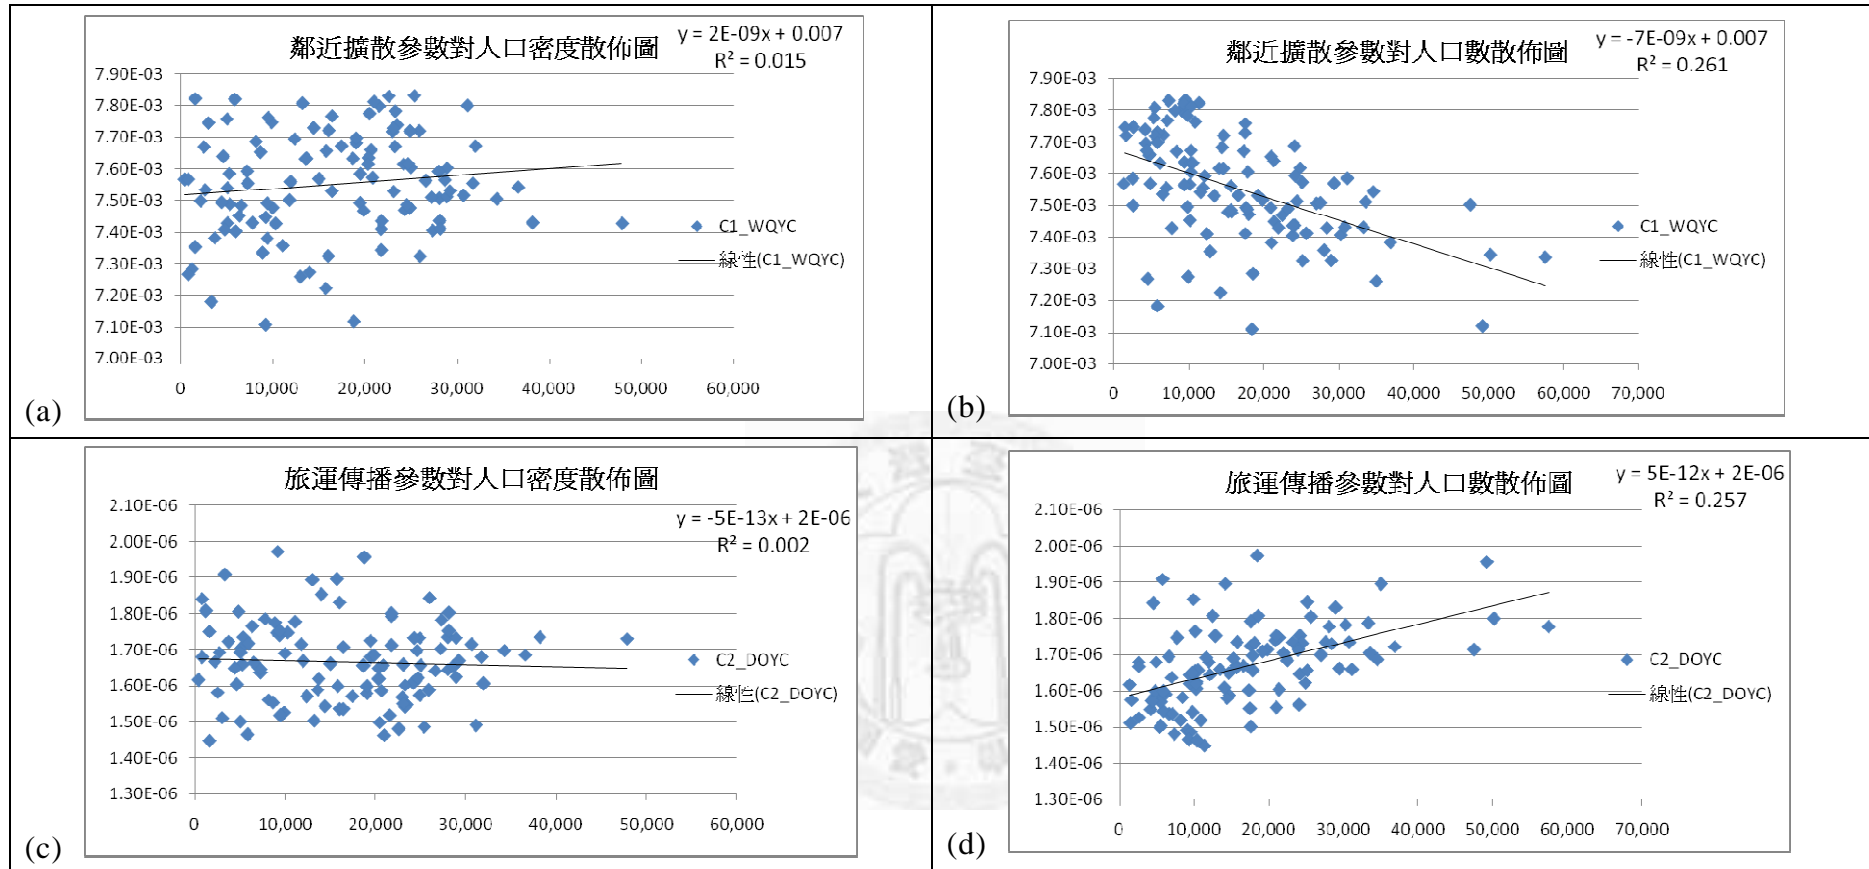 鄰近擴散參數對人口密度散佈圖
y = 2E-09x + 0.007
R² = 0.015
7.90E-03
7.80E-03
7.70E-03
7.60E-03
7.50E-03
7.40E-03
7.30E-03
7.20E-03
7.10E-03
7.00E-03
0 10,000 20,000 30,000 40,000 50,000 60,000
C1_WQYC
線性(C1_WQYC)
(a)
鄰近擴散參數對人口數散佈圖
y = -7E-09x + 0.007
R² = 0.261
7.90E-03
7.80E-03
7.70E-03
7.60E-03
7.50E-03
7.40E-03
7.30E-03
7.20E-03
7.10E-03
7.00E-03
0 10,000 20,000 30,000 40,000 50,000 60,000 70,000
C1_WQYC
線性(C1_WQYC)
(b)
旅運傳播參數對人口密度散佈圖
y = -5E-13x + 2E-06
R² = 0.002
2.10E-06
2.00E-06
1.90E-06
1.80E-06
1.70E-06
1.60E-06
1.50E-06
1.40E-06
1.30E-06
0 10,000 20,000 30,000 40,000 50,000 60,000
C2_DOYC
線性(C2_DOYC)
(c)
旅運傳播參數對人口數散佈圖
y = 5E-12x + 2E-06
R² = 0.257
2.10E-06
2.00E-06
1.90E-06
1.80E-06
1.70E-06
1.60E-06
1.50E-06
1.40E-06
1.30E-06
0 10,000 20,000 30,000 40,000 50,000 60,000 70,000
C2_DOYC
線性(C2_DOYC)
(d)